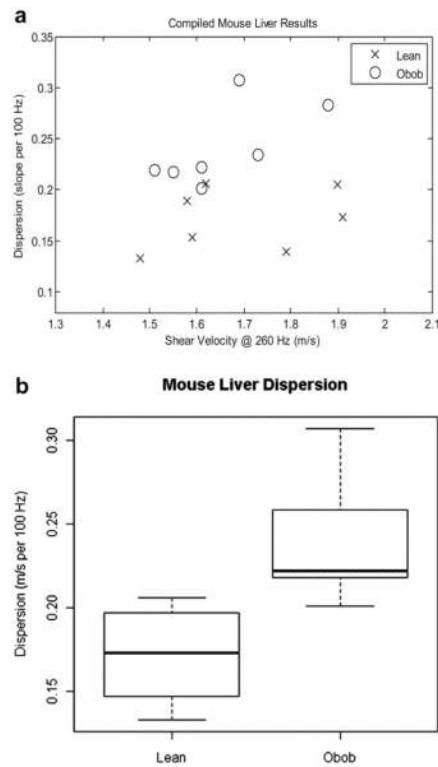 a
Compiled Mouse Liver Results
0.35
0.3
0.25
0.2
0.15
0.1
Dispersion (slope per 100 Hz)
Lean
Obob
1.3 1.4 1.5 1.6 1.7 1.8 1.9 2 2.1
Shear Velocity @ 260 Hz (m/s)
b
Mouse Liver Dispersion
0.30
0.25
0.20
0.15
Dispersion (m/s per 100 Hz)
Lean Obob